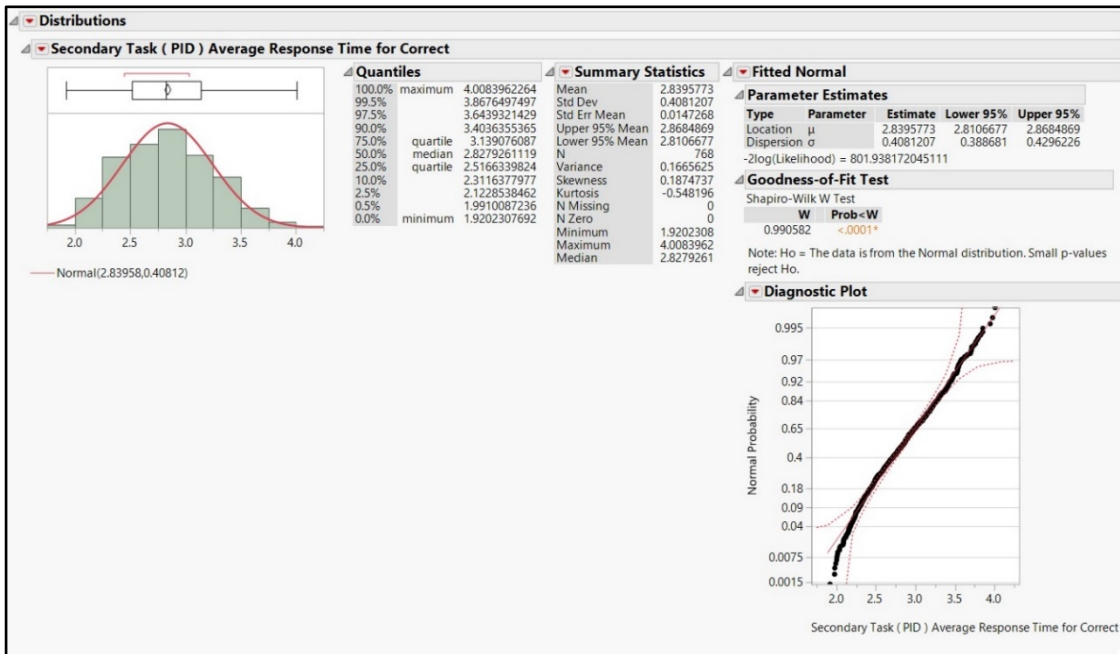 Distributions
Secondary Task ( PID ) Average Response Time for Correct
2.0 2.5 3.0 3.5 4.0
Normal(2.83958,0.40812)
Quantiles
100.0% maximum 4.0083962264
99.5% 3.8676497497
97.5% 3.6439321429
90.0% 3.4036355365
75.0% quartile 3.139076087
50.0% median 2.8279261119
25.0% quartile 2.5166339824
10.0% 2.3116377977
2.5% 2.1228538462
0.5% 1.9910087236
0.0% minimum 1.9202307692
Summary Statistics
Mean 2.8395773
Std Dev 0.4081207
Std Err Mean 0.0147268
Upper 95% Mean 2.8684869
Lower 95% Mean 2.8106677
N 768
Variance 0.1665625
Skewness 0.1874737
Kurtosis -0.548196
N Missing 0
N Zero 0
Minimum 1.9202308
Maximum 4.0083962
Median 2.8279261
Fitted Normal
Parameter Estimates
Type Parameter Estimate Lower 95% Upper 95%
Location μ 2.8395773 2.8106677 2.8684869
Dispersion σ 0.4081207 0.388681 0.4296226
-2log(Likelihood) = 801.938172045111
Goodness-of-Fit Test
Shapiro-Wilk W Test
W Prob<W
0.990582 <.0001*
Note: Ho = The data is from the Normal distribution. Small p-values
reject Ho.
Diagnostic Plot
Normal Probability
0.995
0.97
0.92
0.84
0.65
0.4
0.18
0.09
0.04
0.0075
0.0015
2.0 2.5 3.0 3.5 4.0
Secondary Task ( PID ) Average Response Time for Correct